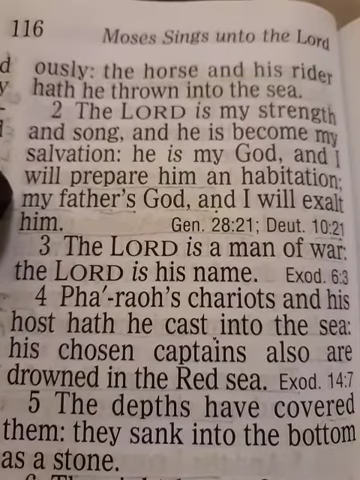 116 Moses Sings unto the Lord
d
y
ously: the horse and his rider
hath he thrown into the sea.
2 The LORD is my strength
and song, and he is become my
salvation: he is my God, and I
will prepare him an habitation;
my father's God, and I will exalt
him. Gen. 28:21; Deut. 10:21
3 The LORD is a man of war:
the LORD is his name. Exod. 6:3
4 Pha′-raoh's chariots and his
host hath he cast into the sea:
his chosen captains also are
drowned in the Red sea. Exod. 14:7
5 The depths have covered
them: they sank into the bottom
as a stone.